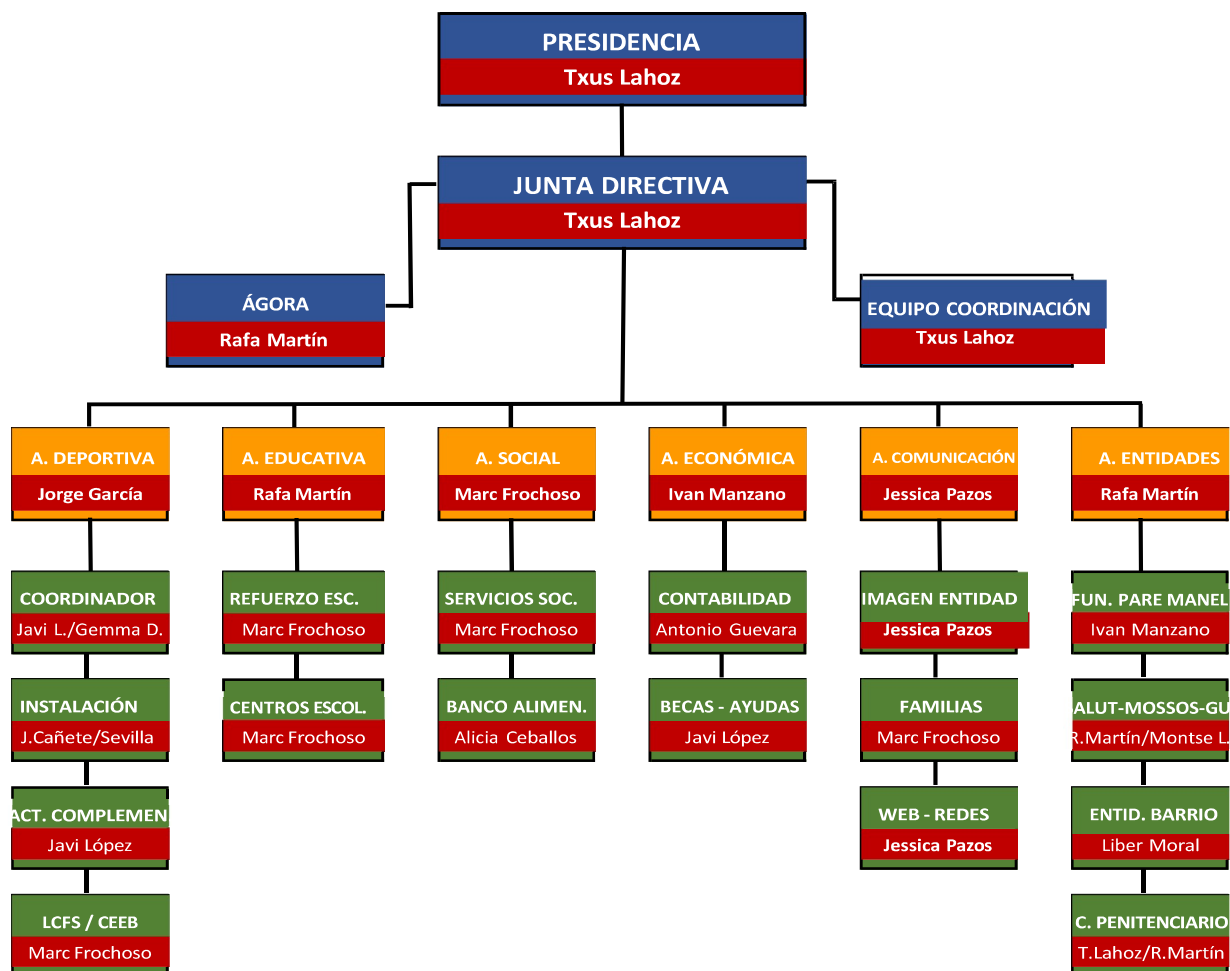 PRESIDENCIA
Txus Lahoz
JUNTA DIRECTIVA
Txus Lahoz
ÁGORA
Rafa Martín
EQUIPO COORDINACIÓN
Txus Lahoz
A. DEPORTIVA
Jorge García
A. EDUCATIVA
Rafa Martín
A. SOCIAL
Marc Frochoso
A. ECONÓMICA
Ivan Manzano
A. COMUNICACIÓN
Jessica Pazos
A. ENTIDADES
Rafa Martín
COORDINADOR
Javi L./Gemma D.
REFUERZO ESC.
Marc Frochoso
SERVICIOS SOC.
Marc Frochoso
CONTABILIDAD
Antonio Guevara
IMAGEN ENTIDAD
Jessica Pazos
FUN. PARE MANEL
Ivan Manzano
INSTALACIÓN
J.Cañete/Sevilla
CENTROS ESCOL.
Marc Frochoso
BANCO ALIMEN.
Alicia Ceballos
BECAS - AYUDAS
Javi López
FAMILIAS
Marc Frochoso
ALUT-MOSSOS-GU
R.Martín/Montse L.
ACT. COMPLEMEN
Javi López
WEB - REDES
Jessica Pazos
ENTID. BARRIO
Liber Moral
LCFS / CEEB
Marc Frochoso
C. PENITENCIARIO
T.Lahoz/R.Martín